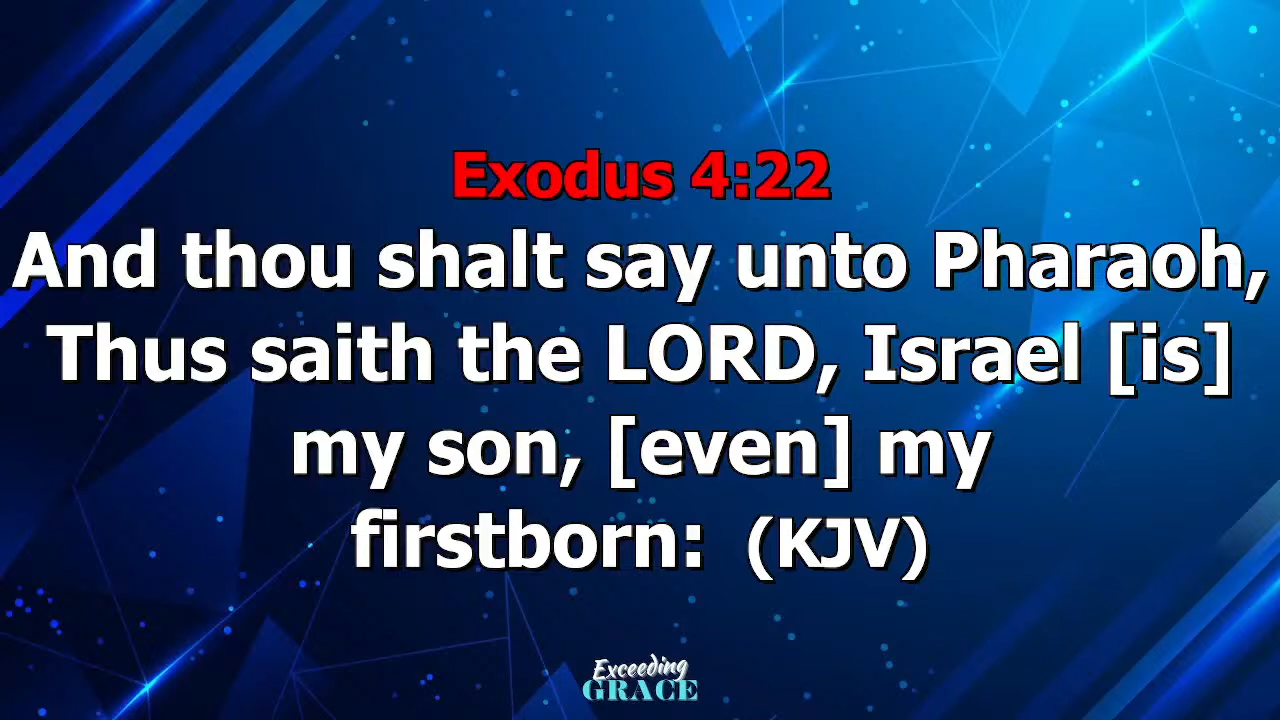 Exodus 4:22
And thou shalt say unto Pharaoh,
Thus saith the LORD, Israel [is]
my son, [even] my
firstborn: (KJV)
Exceeding
GRACE